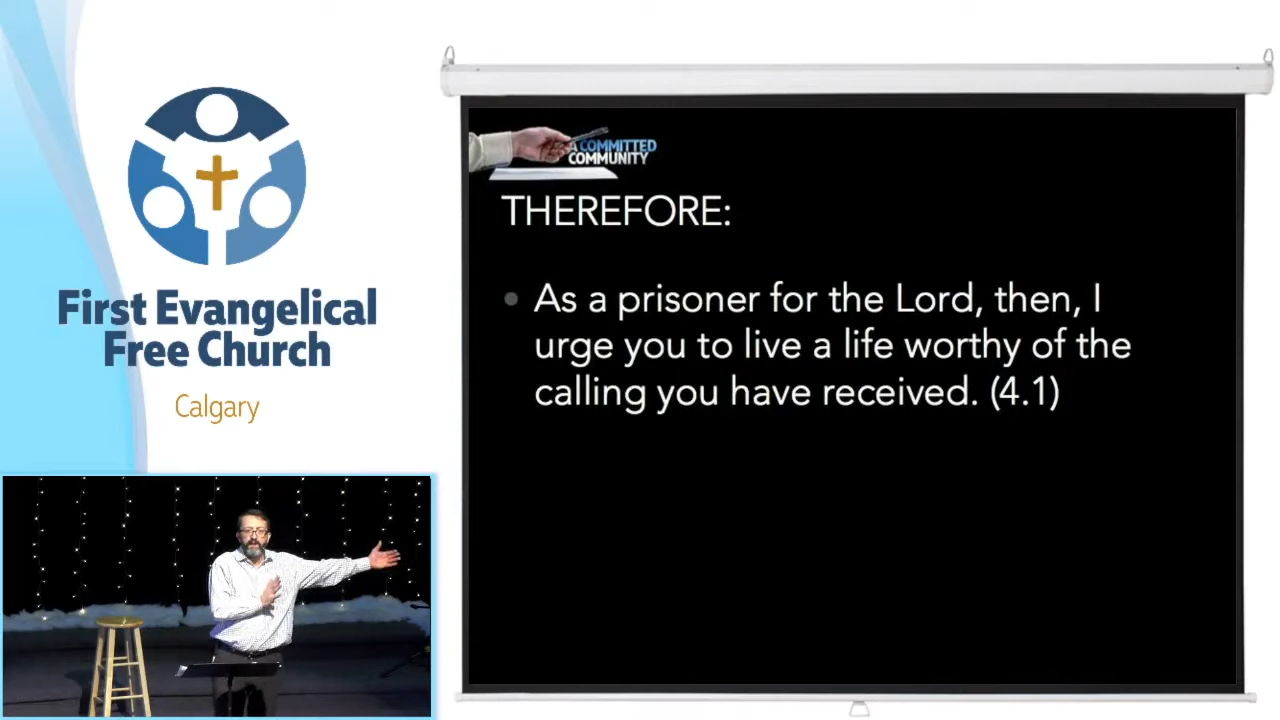 First Evangelical
Free Church
Calgary
A COMMITTED
COMMUNITY
THEREFORE:
• As a prisoner for the Lord, then, I
urge you to live a life worthy of the
calling you have received. (4.1)